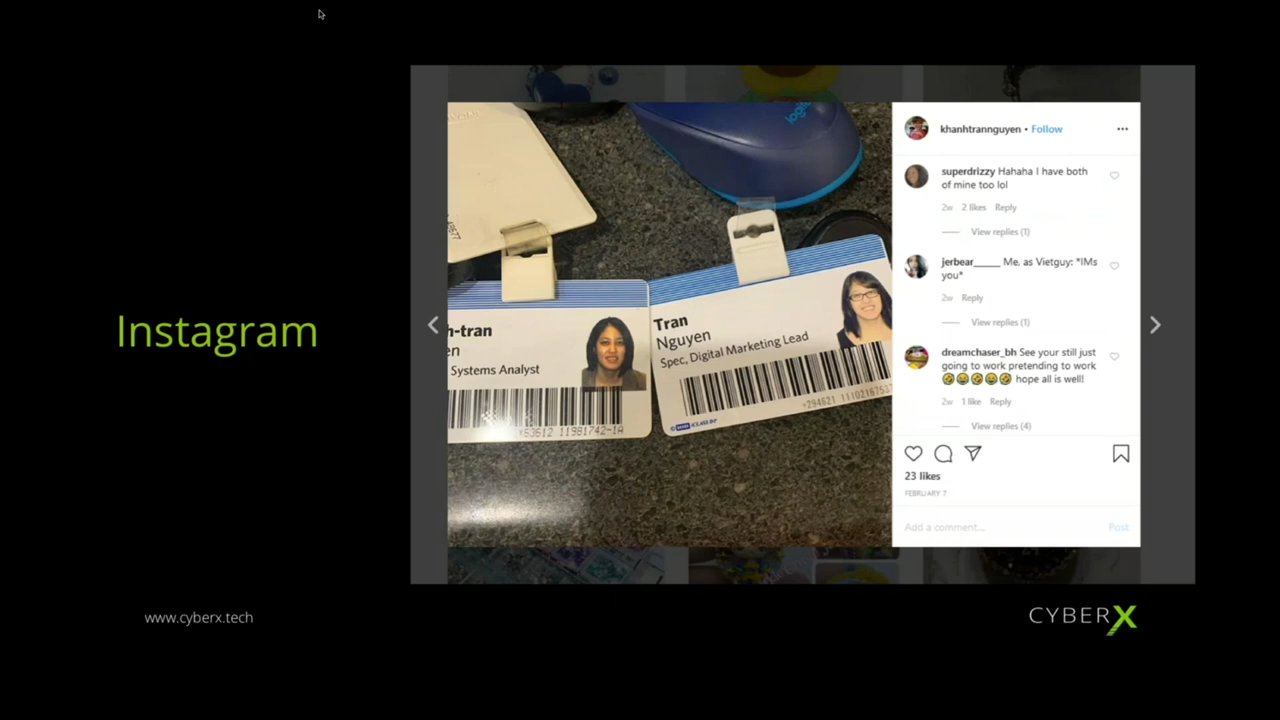 Instagram
khanhtrannguyen • Follow
superdrizzy Hahaha I have both
of mine too lol
2w 2 likes Reply
View replies (1)
jerbear_____ Me, as Vietguy: *IMs
you*
2w Reply
View replies (1)
dreamchaser_bh See your still just
going to work pretending to work
🤣😂🤣😂🤣 hope all is well!
2w 1 like Reply
View replies (4)
23 likes
FEBRUARY 7
Add a comment... Post
h-tran
en
Systems Analyst
Tran
Nguyen
Spec, Digital Marketing Lead
www.cyberx.tech
CYBERX